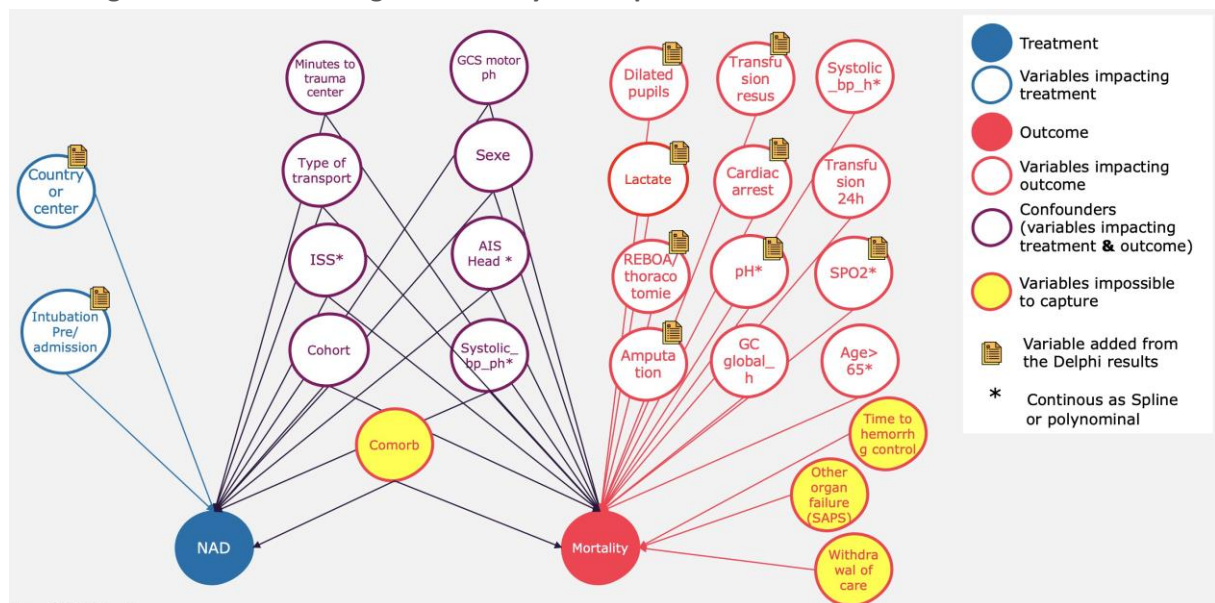 Minutes to
trauma
center
GCS motor
ph
Dilated
pupils
Transfu
sion
resus
Systolic
_bp_h*
Country
or
center
Type of
transport
Sexe
Lactate
Cardiac
arrest
Transfu
sion
24h
ISS*
AIS
Head *
REBOA/
thoraco
tomie
pH*
SPO2*
Intubation
Pre/
admission
Cohort
Systolic_
bp_ph*
Amputa
tion
GC
global_
h
Age>
65*
Comorb
Time to
hemorrh
g control
Other
organ
failure
(SAPS)
NAD
Mortality
Withdra
wal of
care
Treatment
Variables impacting
treatment
Outcome
Variables impacting
outcome
Confounders
(variables impacting
treatment & outcome)
Variables impossible
to capture
Variable added from
the Delphi results
* Continous as Spline
or polynominal